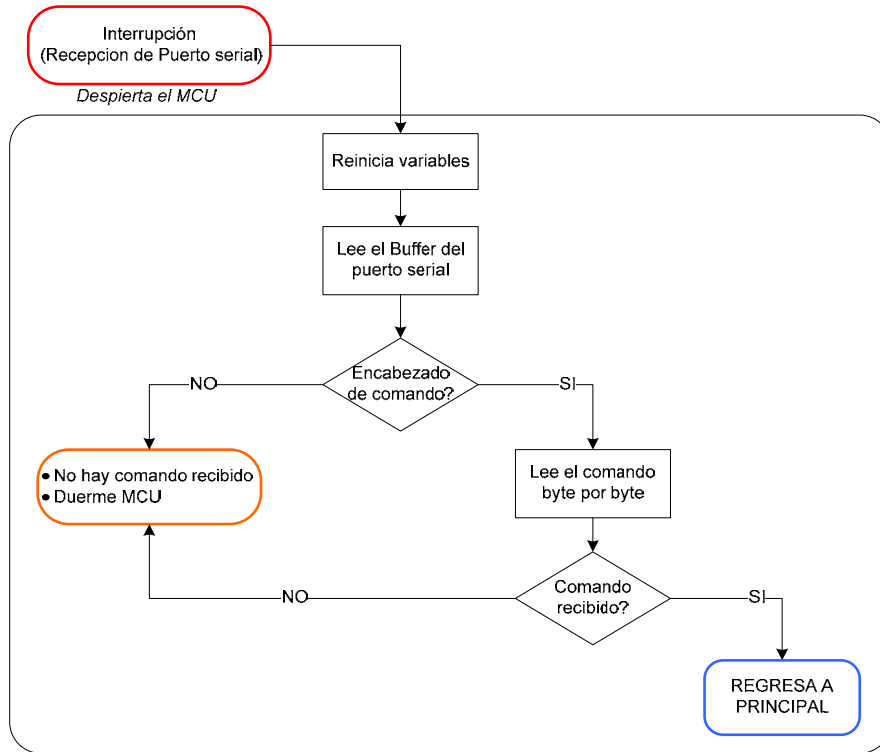 Interrupción
(Recepcion de Puerto serial)
Despierta el MCU
Reinicia variables
Lee el Buffer del
puerto serial
Encabezado
de comando?
NO
SI
• No hay comando recibido
• Duerme MCU
Lee el comando
byte por byte
Comando
recibido?
NO
SI
REGRESA A
PRINCIPAL